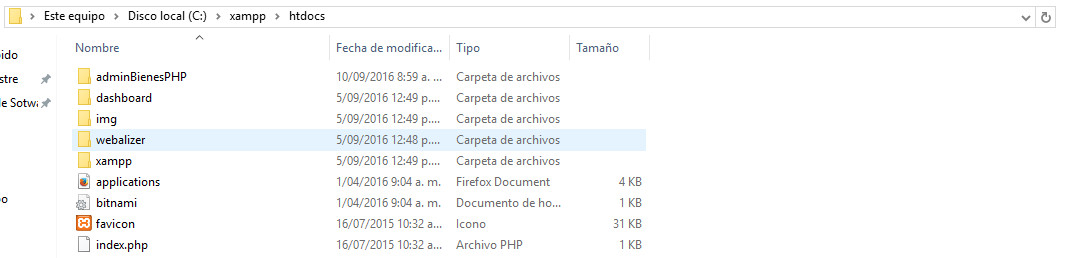 Este equipo > Disco local (C:) > xampp > htdocs
Nombre Fecha de modifica... Tipo Tamaño
pido
adminBienesPHP 10/09/2016 8:59 a. ... Carpeta de archivos
stre
dashboard 5/09/2016 12:49 p.... Carpeta de archivos
de Sotwa
img 5/09/2016 12:49 p.... Carpeta de archivos
webalizer 5/09/2016 12:48 p.... Carpeta de archivos
xampp 5/09/2016 12:49 p.... Carpeta de archivos
applications 1/04/2016 9:04 a. m. Firefox Document 4 KB
po
bitnami 1/04/2016 9:04 a. m. Documento de ho... 1 KB
favicon 16/07/2015 10:32 a... Icono 31 KB
index.php 16/07/2015 10:32 a... Archivo PHP 1 KB